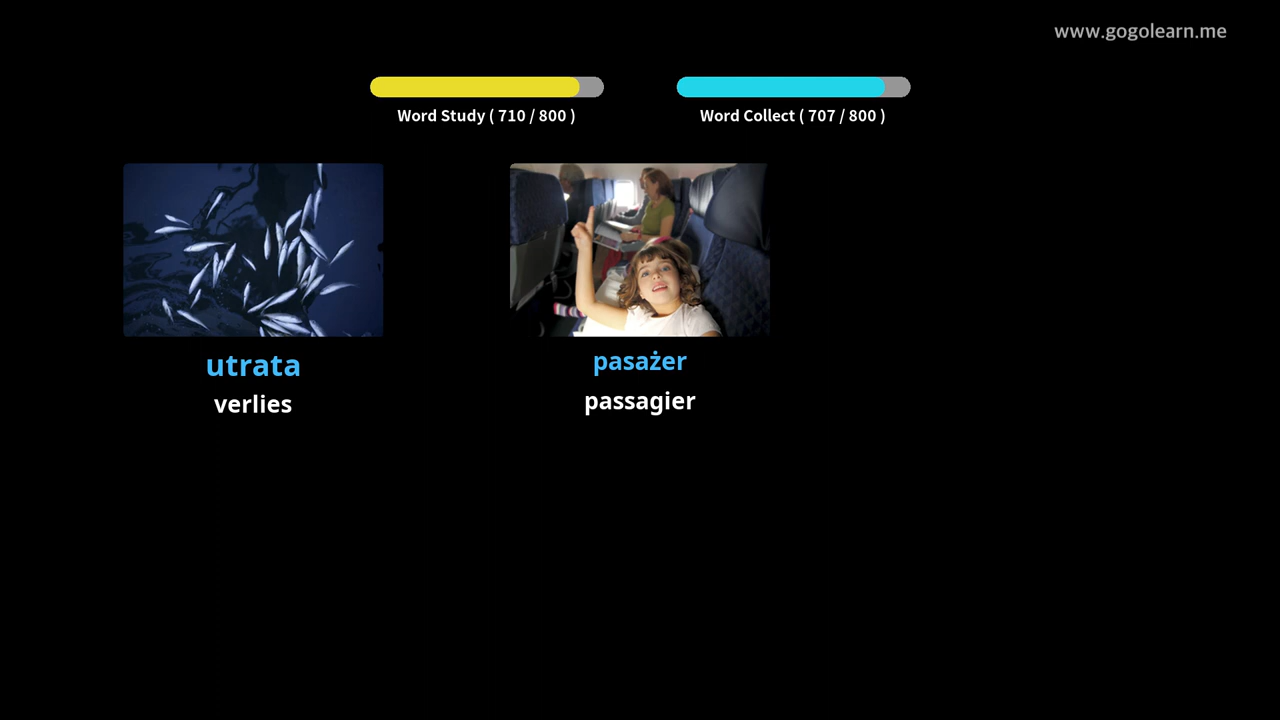 www.gogolearn.me
Word Study ( 710 / 800 )
Word Collect ( 707 / 800 )
utrata
verlies
pasażer
passagier